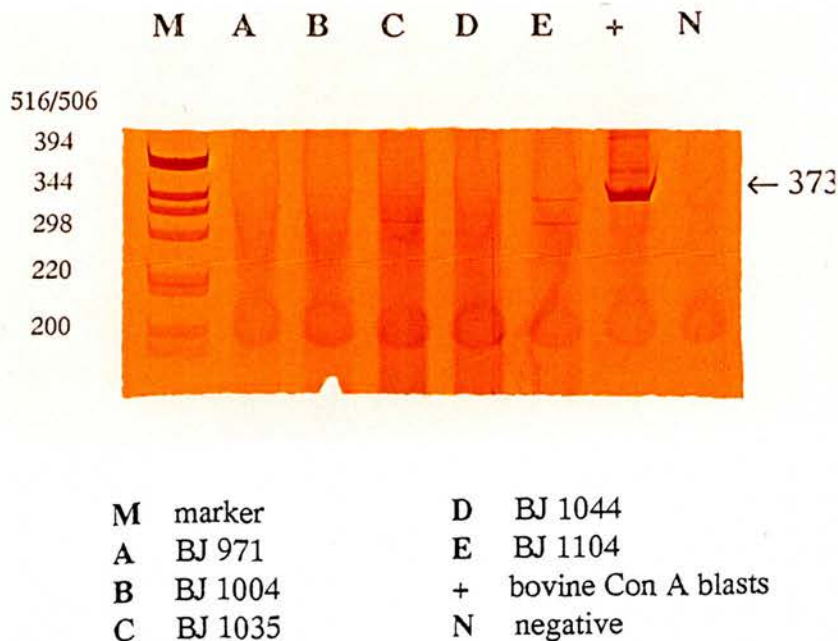 M A B C D E + N
516/506
394
344
← 373
298
220
200
M marker
A BJ 971
B BJ 1004
C BJ 1035
D BJ 1044
E BJ 1104
+ bovine Con A blasts
N negative